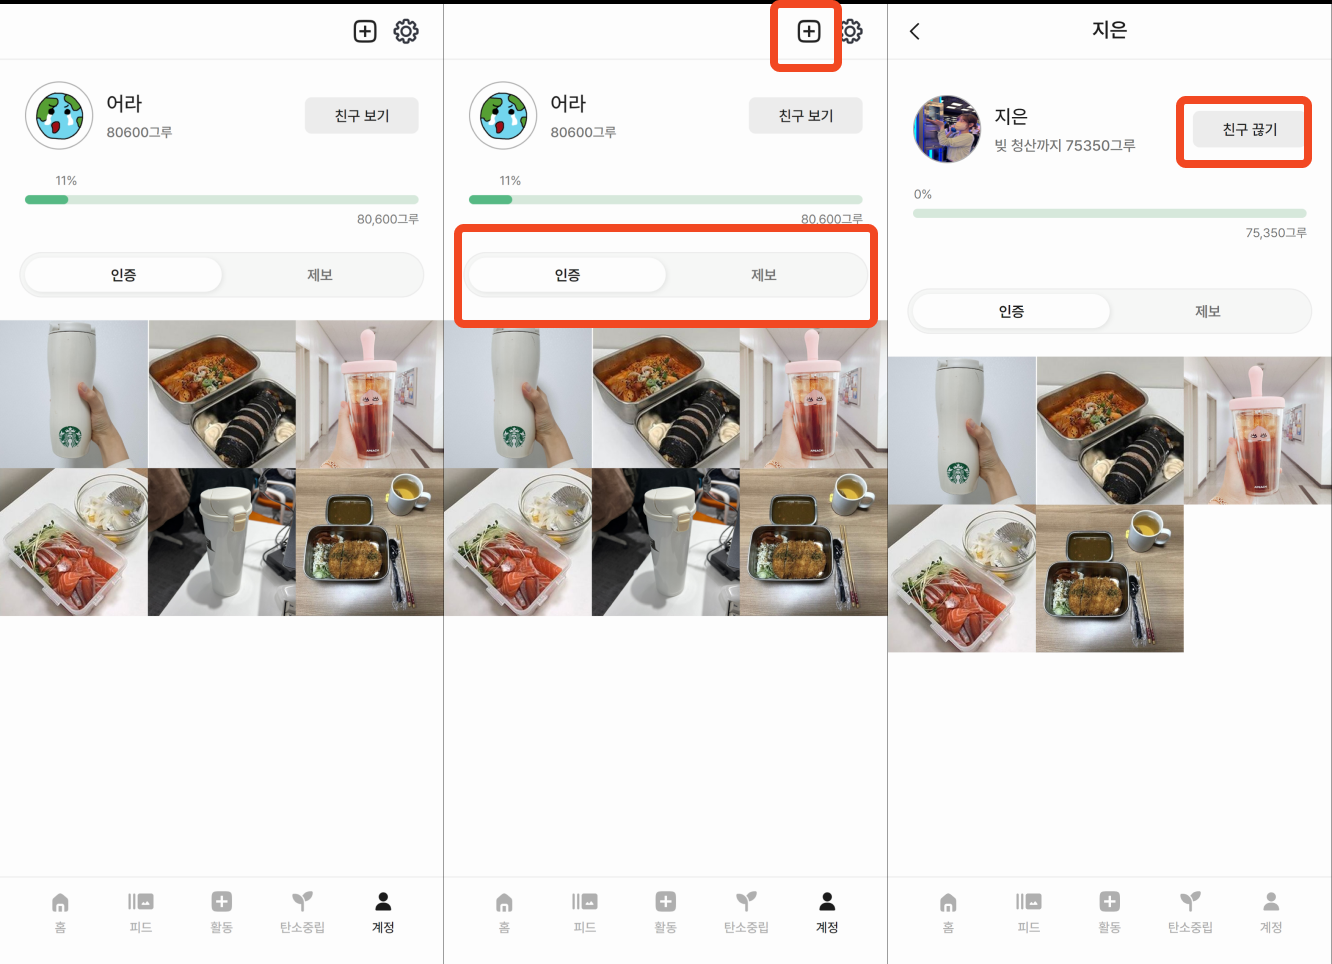 어라
80600그루
친구 보기
11%
80,600그루
인증
제보
홈
피드
활동
탄소중립
계정
어라
80600그루
친구 보기
11%
80,600그루
인증
제보
홈
피드
활동
탄소중립
계정
지은
지은
빛 청산까지 75350그루
친구 끊기
0%
75,350그루
인증
제보
홈
피드
활동
탄소중립
계정